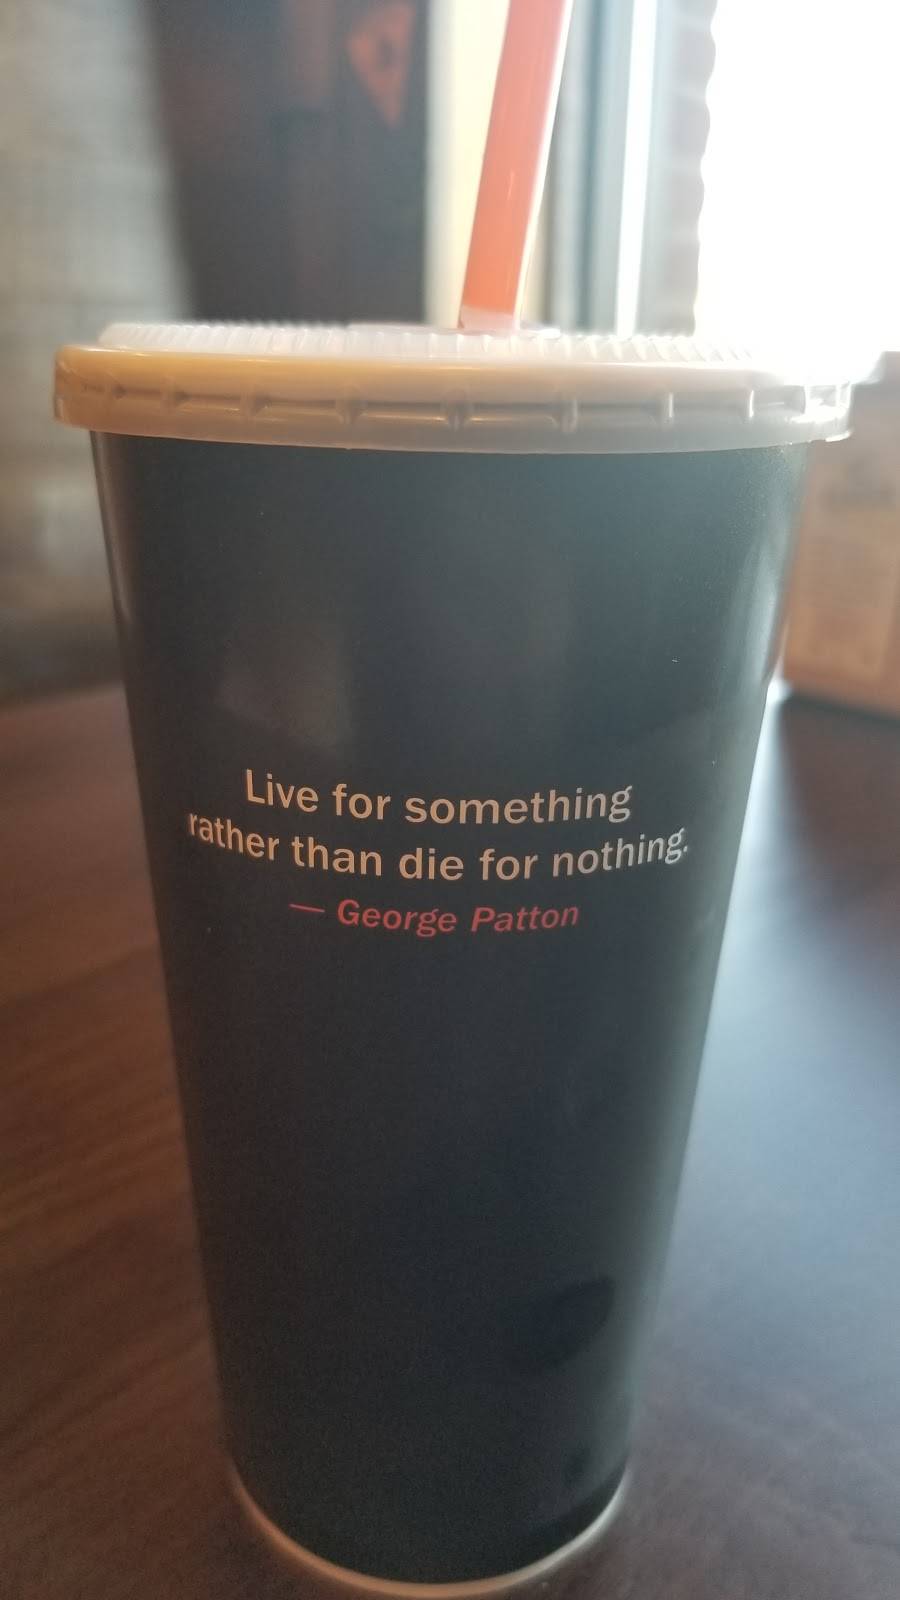 Live for something
rather than die for nothing.
— George Patton